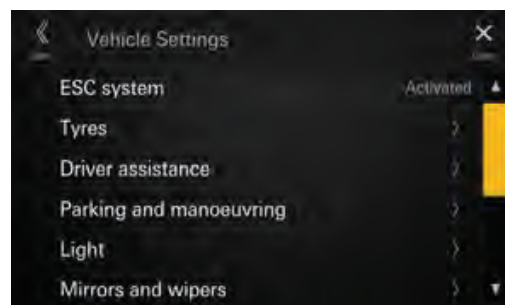 Vehicle Settings
ESC system Activated
Tyres
Driver assistance
Parking and manoeuvring
Light
Mirrors and wipers